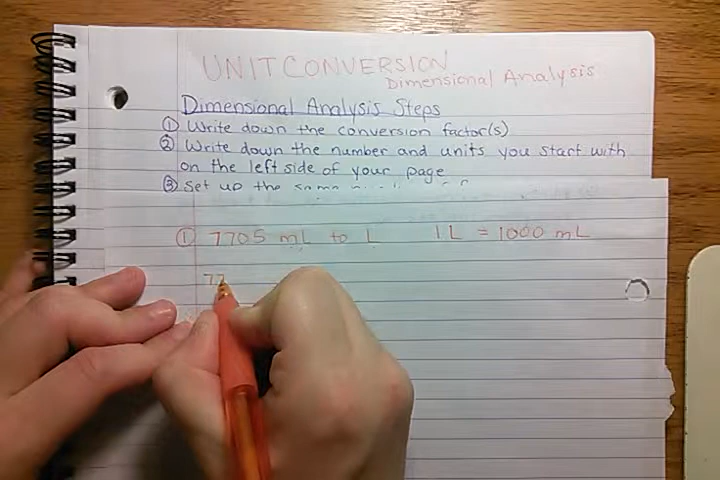 UNIT CONVERSION
Dimensional Analysis
Dimensional Analysis Steps
① Write down the conversion factor(s)
② Write down the number and units you start with
on the left side of your page
③ Set up the same
① 7705 mL to L 1 L = 1000 mL
77